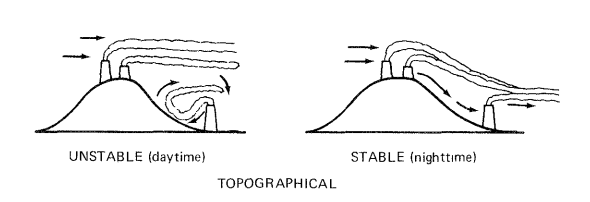 UNSTABLE (daytime)
STABLE (nighttime)
TOPOGRAPHICAL